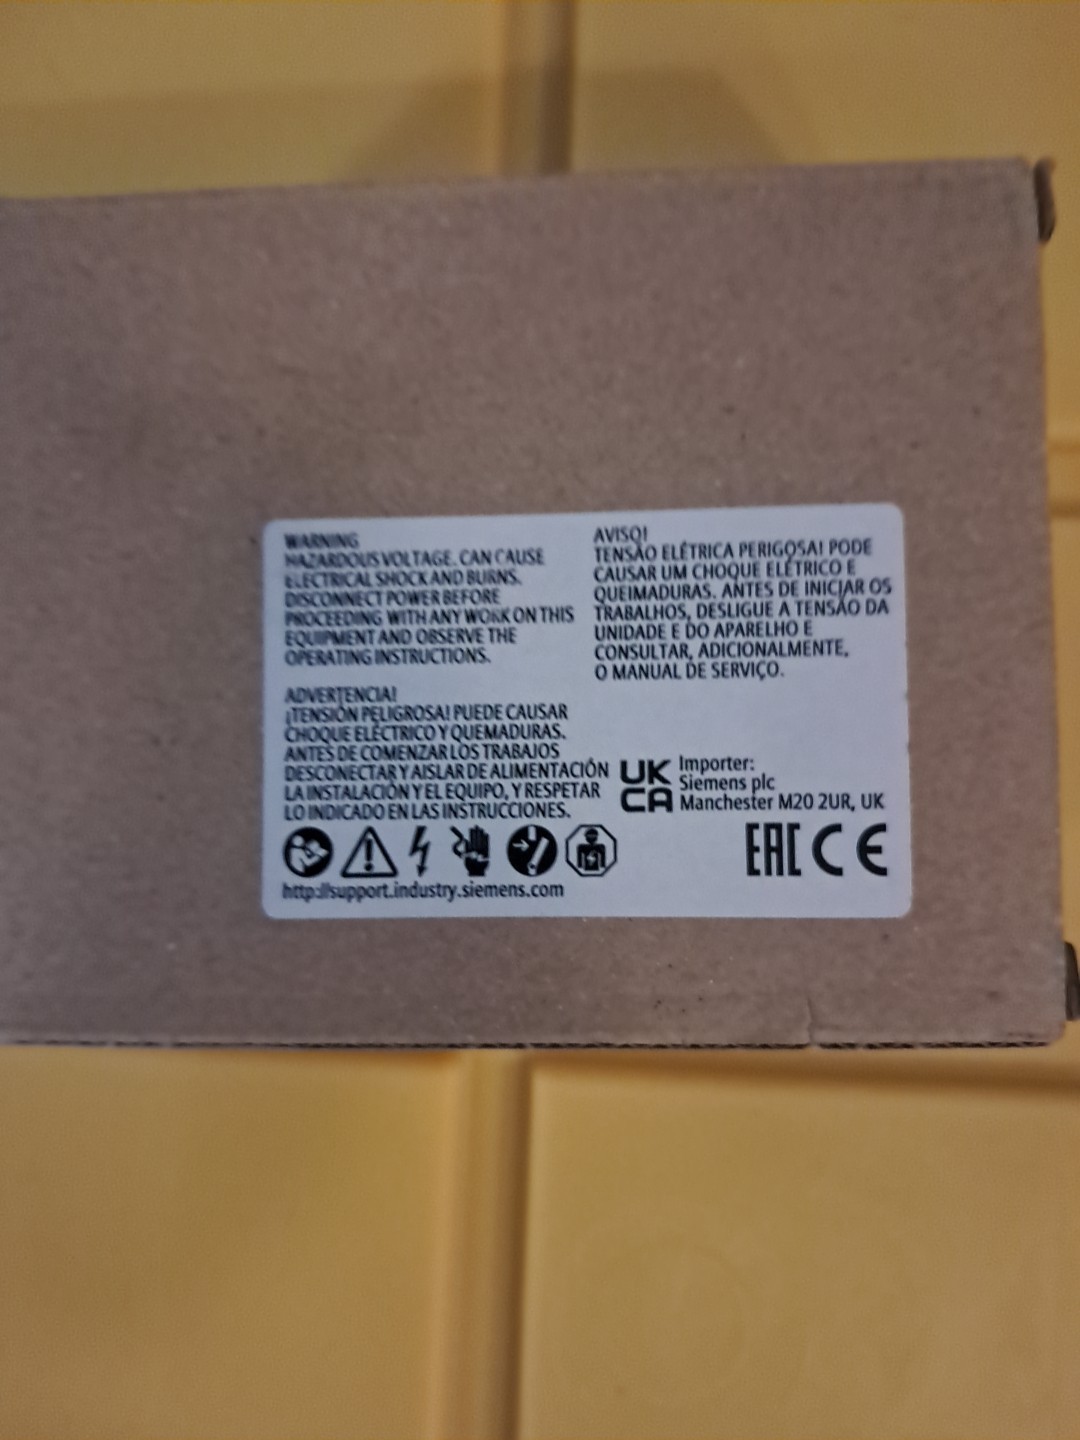 WARNING
HAZARDOUS VOLTAGE. CAN CAUSE
ELECTRICAL SHOCK AND BURNS.
DISCONNECT POWER BEFORE
PROCEEDING WITH ANY WORK ON THIS
EQUIPMENT AND OBSERVE THE
OPERATING INSTRUCTIONS.
ADVERTENCIA!
¡TENSIÓN PELIGROSA! PUEDE CAUSAR
CHOQUE ELÉCTRICO Y QUEMADURAS.
ANTES DE COMENZAR LOS TRABAJOS
DESCONECTAR Y AISLAR DE ALIMENTACIÓN
LA INSTALACIÓN Y EL EQUIPO, Y RESPETAR
LO INDICADO EN LAS INSTRUCCIONES.
http://support.industry.siemens.com
AVISO!
TENSÃO ELÉTRICA PERIGOSA! PODE
CAUSAR UM CHOQUE ELÉTRICO E
QUEIMADURAS. ANTES DE INICIAR OS
TRABALHOS, DESLIGUE A TENSÃO DA
UNIDADE E DO APARELHO E
CONSULTAR, ADICIONALMENTE,
O MANUAL DE SERVIÇO.
UK
CA
Importer:
Siemens plc
Manchester M20 2UR, UK
EAC CE